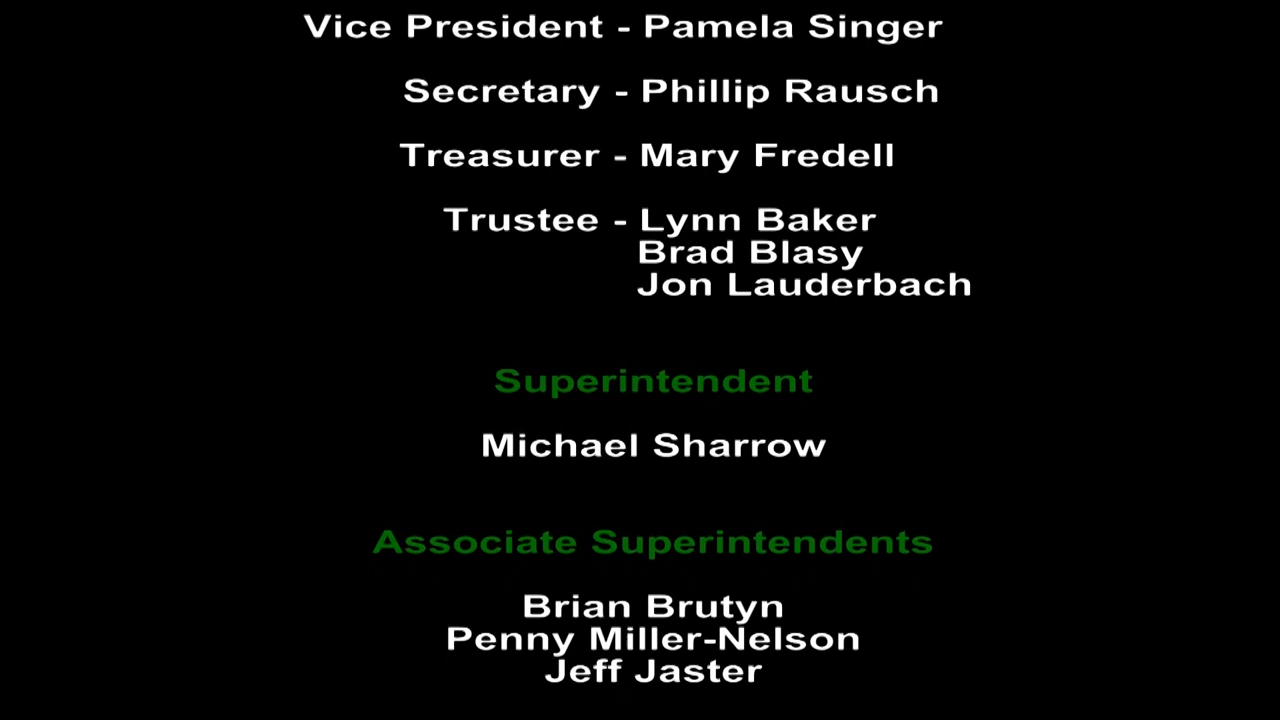 Vice President - Pamela Singer
Secretary - Phillip Rausch
Treasurer - Mary Fredell
Trustee - Lynn Baker
Brad Blasy
Jon Lauderbach
Superintendent
Michael Sharrow
Associate Superintendents
Brian Brutyn
Penny Miller-Nelson
Jeff Jaster